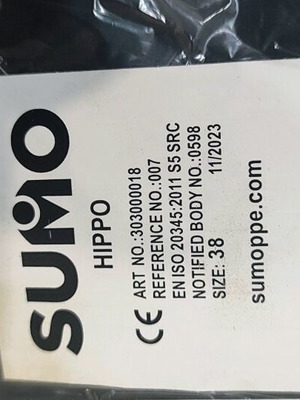 SUMO
HIPPO
CE ART NO.:303000018
REFERENCE NO.:007
EN ISO 20345:2011 S5 SRC
NOTIFIED BODY NO.:0598
SIZE: 38 11/2023
sumoppe.com